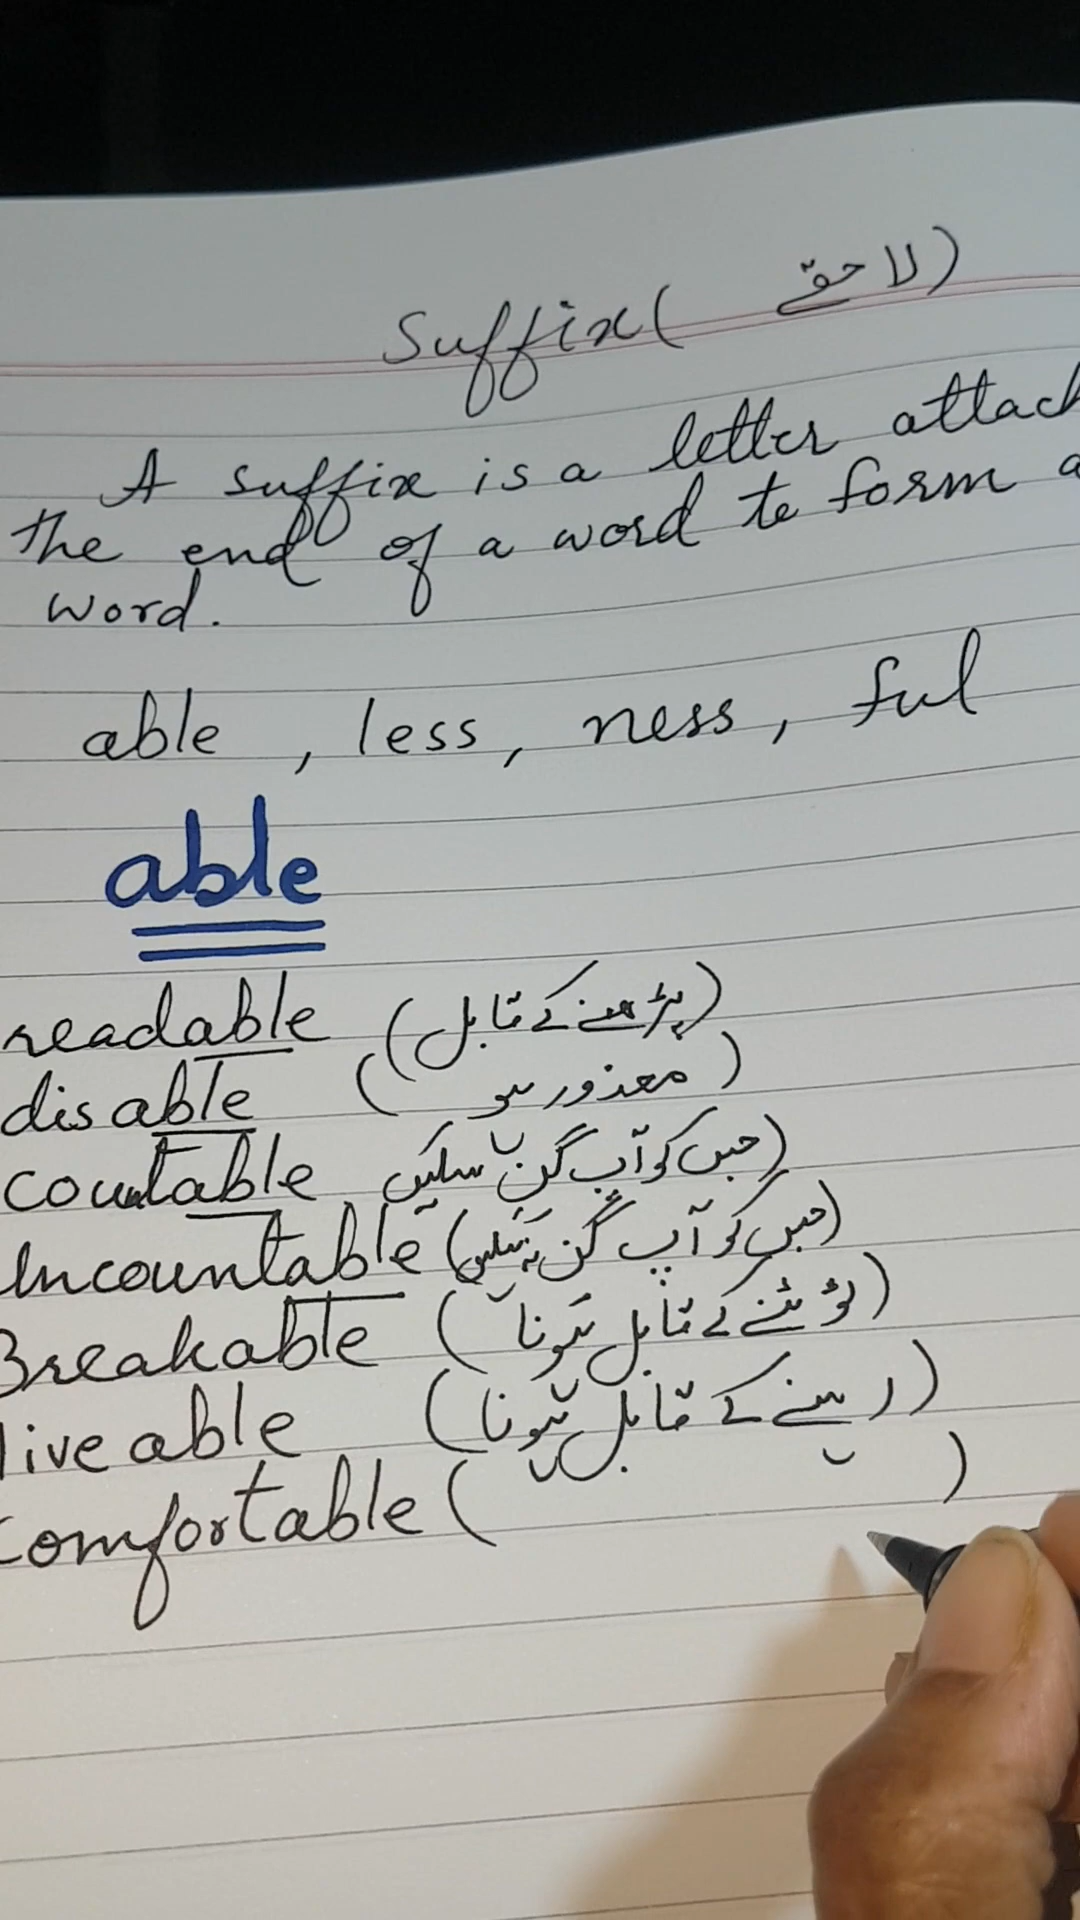 Suffix (لاحقے)
A suffix is a letter attach
the end of a word to form a
word.
able , less, ness, ful
able
readable (پڑھنے کے قابل)
disable (معذور ہو)
countable جس کو آپ گن سکیں)
Incountable (جس کو آپ گن نہ سکیں)
Breakable (ٹوٹنے کے قابل ہونا)
liveable (رہنے کے قابل ہونا)
comfortable ( )